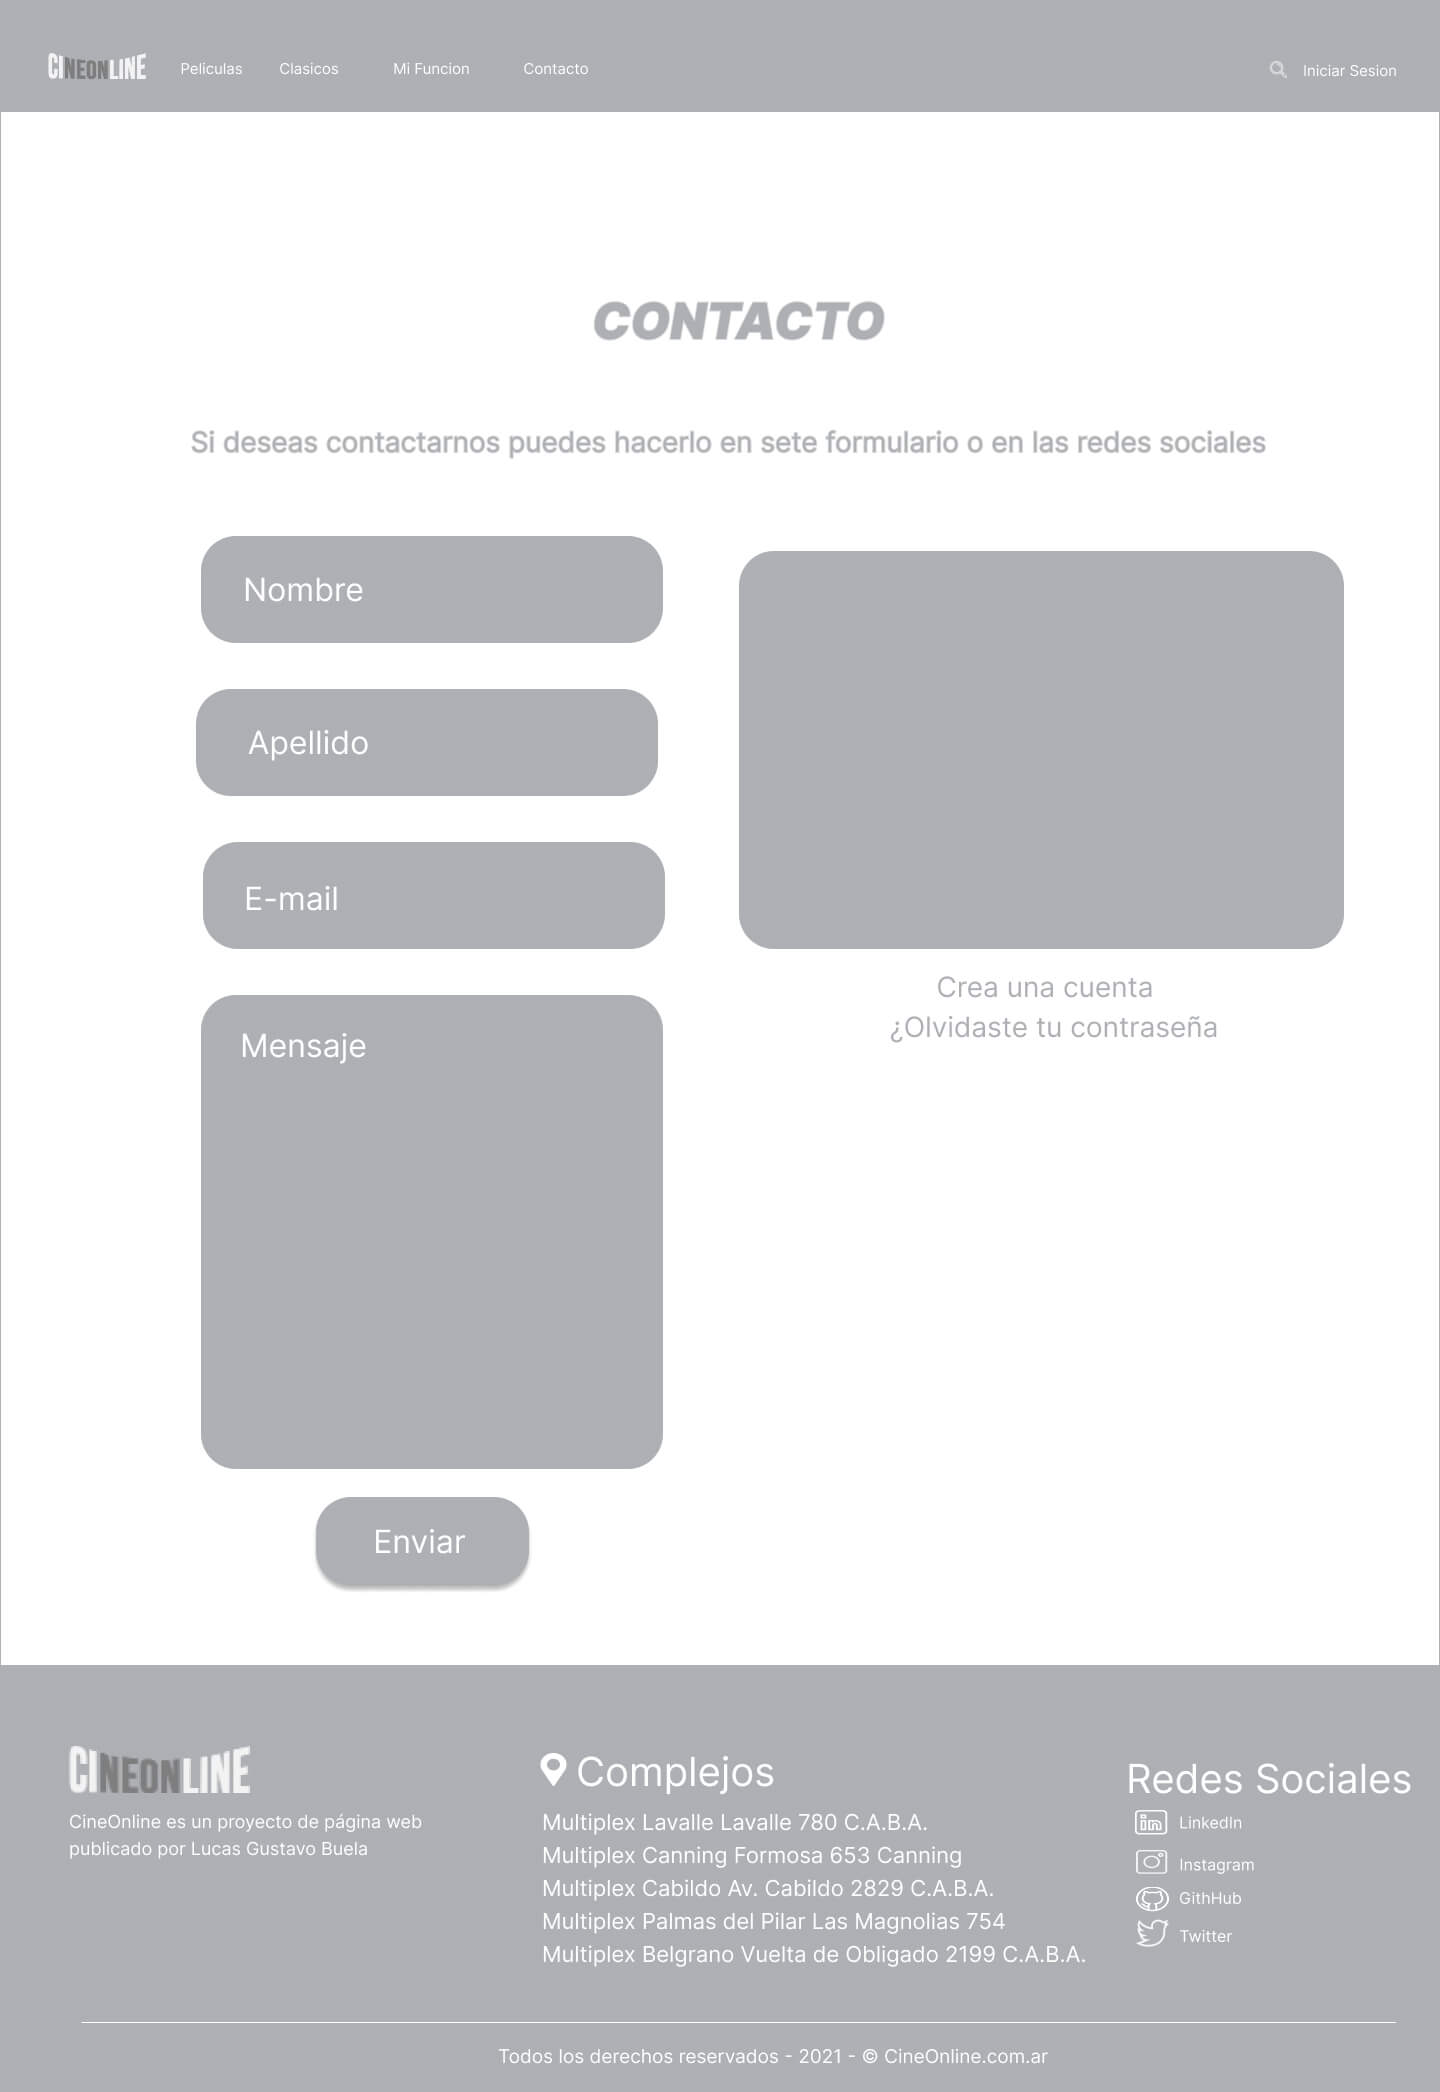 CINEONLINE
Peliculas
Clasicos
Mi Funcion
Contacto
Iniciar Sesion
CONTACTO
Si deseas contactarnos puedes hacerlo en sete formulario o en las redes sociales
Nombre
Apellido
E-mail
Mensaje
Enviar
Crea una cuenta
¿Olvidaste tu contraseña
CINEONLINE
CineOnline es un proyecto de página web
publicado por Lucas Gustavo Buela
Complejos
Multiplex Lavalle Lavalle 780 C.A.B.A.
Multiplex Canning Formosa 653 Canning
Multiplex Cabildo Av. Cabildo 2829 C.A.B.A.
Multiplex Palmas del Pilar Las Magnolias 754
Multiplex Belgrano Vuelta de Obligado 2199 C.A.B.A.
Redes Sociales
LinkedIn
Instagram
GithHub
Twitter
Todos los derechos reservados - 2021 - © CineOnline.com.ar